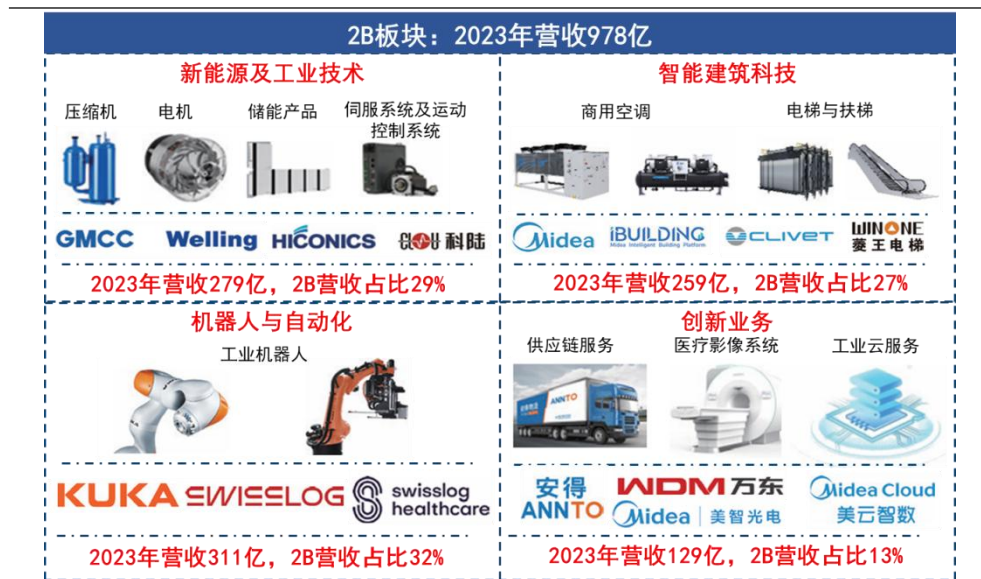 2B板块：2023年营收978亿
新能源及工业技术
压缩机
电机
储能产品
伺服系统及运动
控制系统
GMCC
Welling
HICONICS
科陆
2023年营收279亿，2B营收占比29%
智能建筑科技
商用空调
电梯与扶梯
Midea
iBUILDING
Midea Intelligent Building Platform
CLIVET
WINONE
菱王电梯
2023年营收259亿，2B营收占比27%
机器人与自动化
工业机器人
KUKA
SWISSLOG
swisslog
healthcare
2023年营收311亿，2B营收占比32%
创新业务
供应链服务
医疗影像系统
工业云服务
ANNTO
安得
ANNTO
WDM 万东
Midea
美智光电
Midea Cloud
美云智数
2023年营收129亿，2B营收占比13%